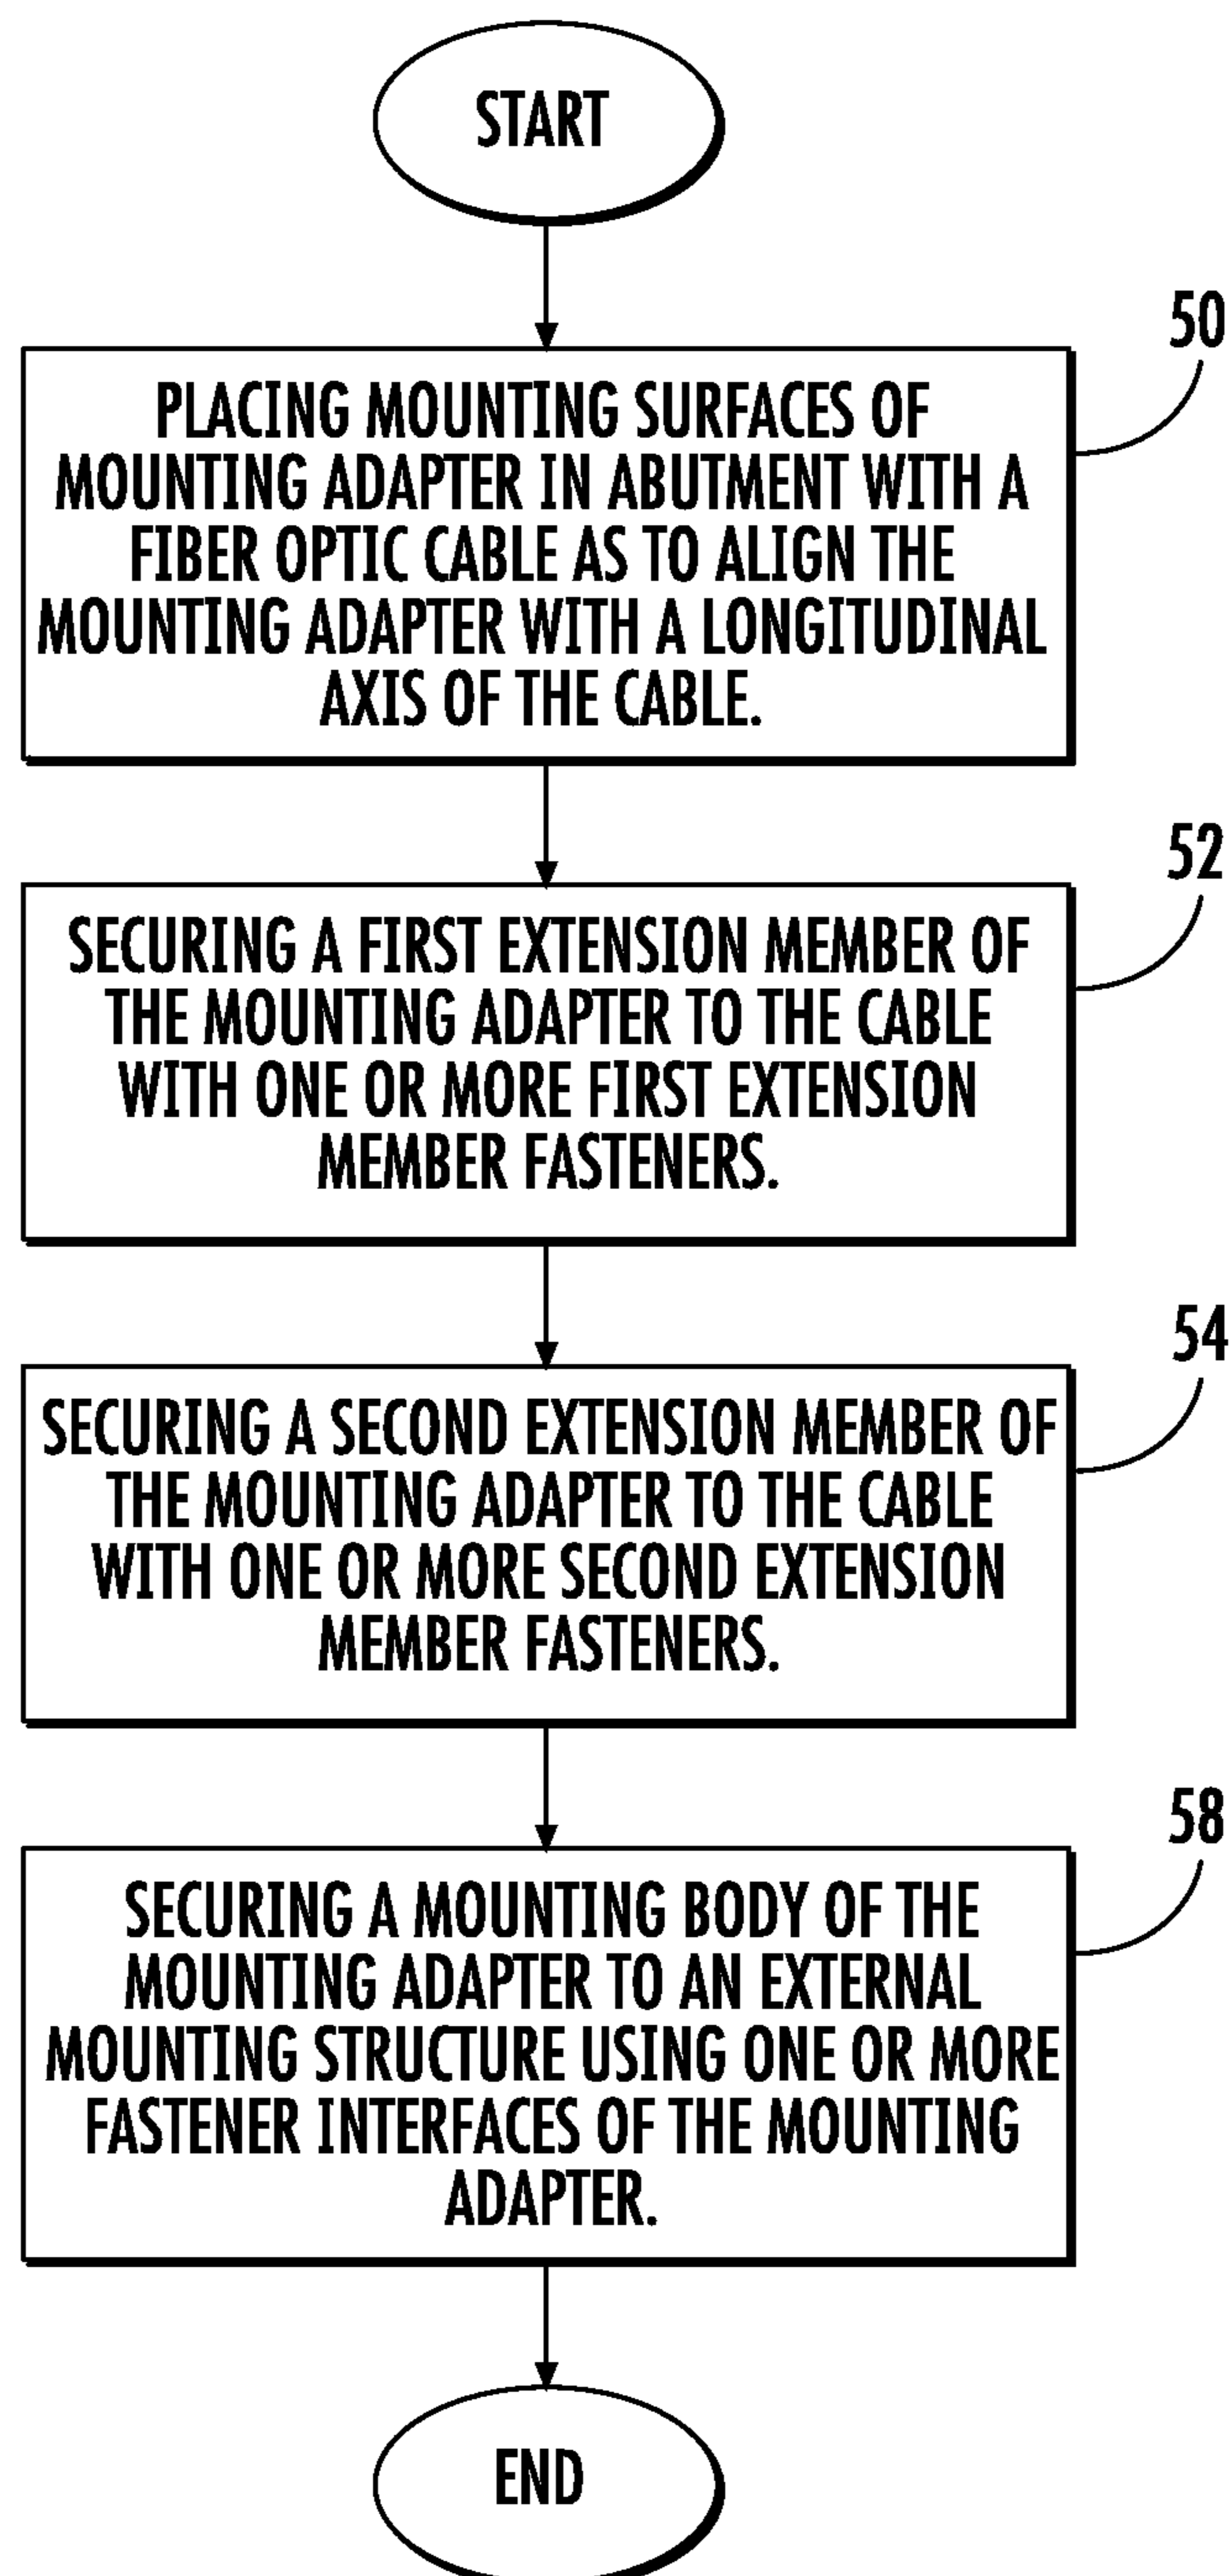 START
50
PLACING MOUNTING SURFACES OF
MOUNTING ADAPTER IN ABUTMENT WITH A
FIBER OPTIC CABLE AS TO ALIGN THE
MOUNTING ADAPTER WITH A LONGITUDINAL
AXIS OF THE CABLE.
52
SECURING A FIRST EXTENSION MEMBER OF
THE MOUNTING ADAPTER TO THE CABLE
WITH ONE OR MORE FIRST EXTENSION
MEMBER FASTENERS.
54
SECURING A SECOND EXTENSION MEMBER OF
THE MOUNTING ADAPTER TO THE CABLE
WITH ONE OR MORE SECOND EXTENSION
MEMBER FASTENERS.
58
SECURING A MOUNTING BODY OF THE
MOUNTING ADAPTER TO AN EXTERNAL
MOUNTING STRUCTURE USING ONE OR MORE
FASTENER INTERFACES OF THE MOUNTING
ADAPTER.
END